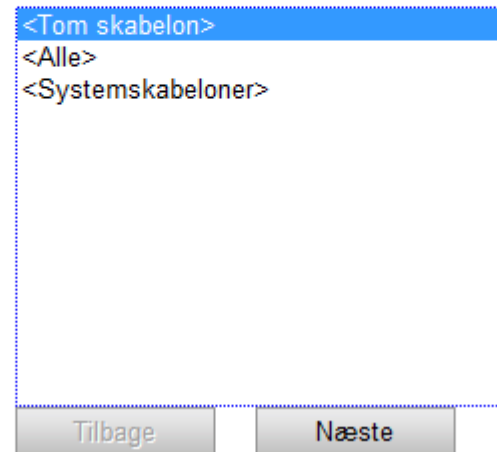 <Tom skabelon>
<Alle>
<Systemskabeloner>
Tilbage
Næste